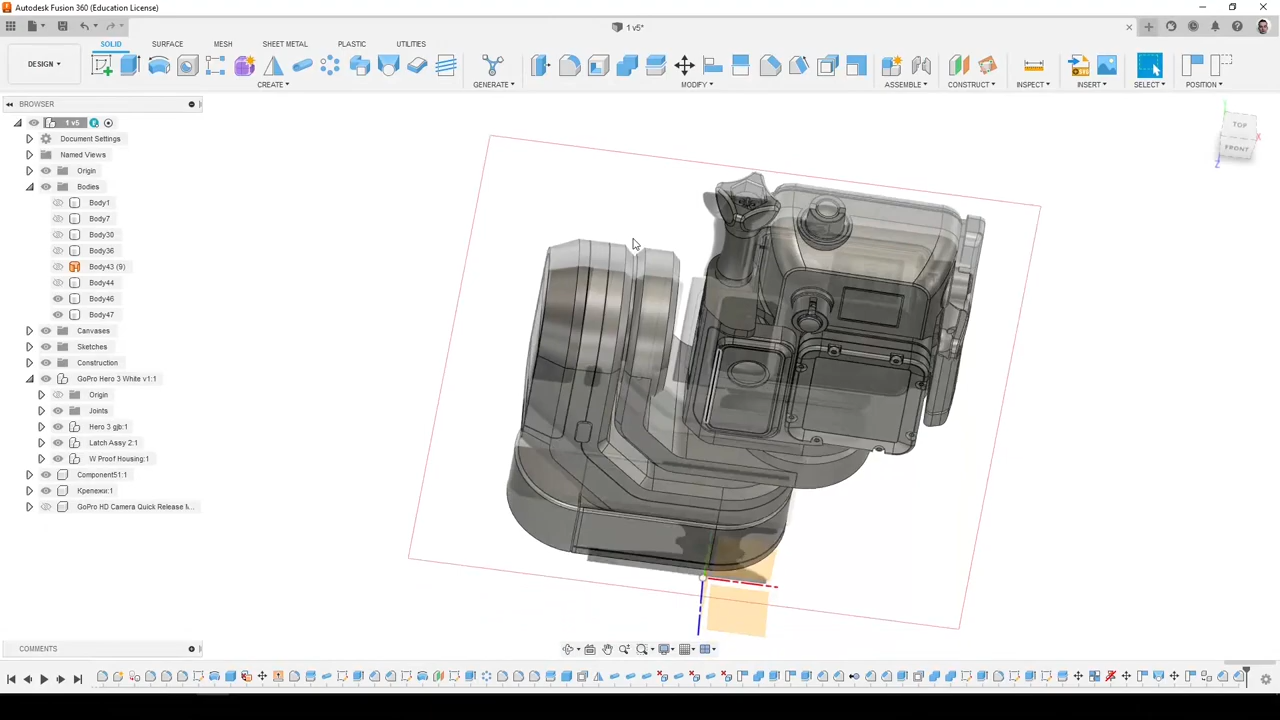 Autodesk Fusion 360 (Education License)
1 v5*
SOLID SURFACE MESH SHEET METAL PLASTIC UTILITIES
DESIGN
CREATE GENERATE MODIFY ASSEMBLE CONSTRUCT INSPECT INSERT SELECT POSITION
BROWSER
1 v5
Document Settings
Named Views
Origin
Bodies
Body1
Body7
Body30
Body36
Body43 (9)
Body44
Body46
Body47
Canvases
Sketches
Construction
GoPro Hero 3 White v1:1
Origin
Joints
Hero 3 gjb:1
Latch Assy 2:1
W Proof Housing:1
Component51:1
Крепежи:1
GoPro HD Camera Quick Release M...
TOP
FRONT
X
Y
Z
COMMENTS